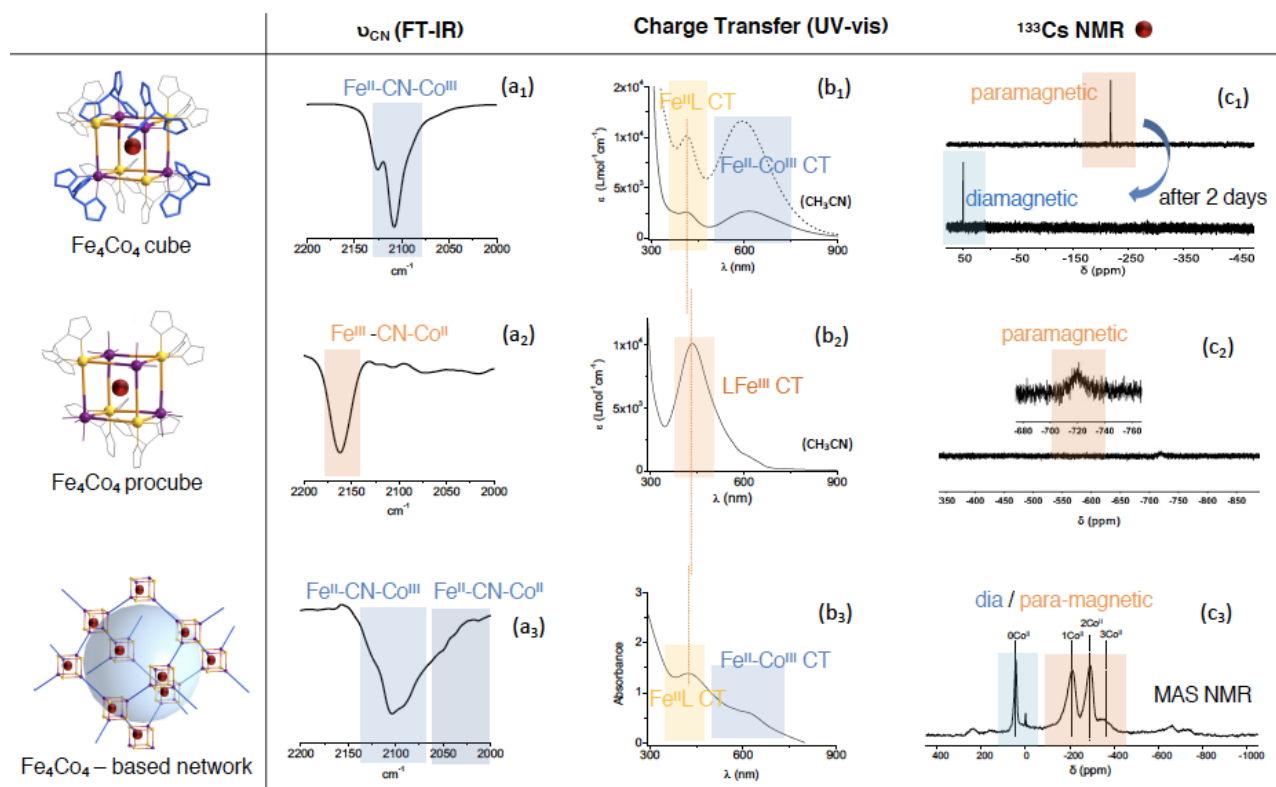 υCN (FT-IR)
Charge Transfer (UV-vis)
¹³³Cs NMR
Fe₄Co₄ cube
Feᴵᴵ-CN-Coᴵᴵᴵ
(a₁)
2200 2150 2100 2050 2000
cm⁻¹
2x10⁴
1x10⁴
5x10³
0
ε (Lmol⁻¹cm⁻¹)
FeᴵᴵL CT
(b₁)
Feᴵᴵ-Coᴵᴵᴵ CT
(CH₃CN)
300 600 900
λ (nm)
paramagnetic
(c₁)
diamagnetic
after 2 days
50 -50 -150 -250 -350 -450
δ (ppm)
Fe₄Co₄ procube
Feᴵᴵᴵ -CN-Coᴵᴵ
(a₂)
2200 2150 2100 2050 2000
cm⁻¹
1x10⁴
5x10³
0
ε (Lmol⁻¹cm⁻¹)
(b₂)
LFeᴵᴵᴵ CT
(CH₃CN)
300 600 900
λ (nm)
paramagnetic
(c₂)
-680 -700 -720 -740 -760
350 250 150 50 -50 -150 -250 -350 -450 -550 -650 -750 -850
δ (ppm)
Fe₄Co₄ – based network
Feᴵᴵ-CN-Coᴵᴵᴵ
Feᴵᴵ-CN-Coᴵᴵ
(a₃)
2200 2150 2100 2050 2000
cm⁻¹
3
2
1
0
Absorbance
(b₃)
Feᴵᴵ-Coᴵᴵᴵ CT
FeᴵᴵL CT
300 600 900
λ (nm)
dia / para-magnetic
(c₃)
0Coᴵᴵ
1Coᴵᴵ
2Coᴵᴵ
3Coᴵᴵ
MAS NMR
400 200 0 -200 -400 -600 -800 -1000
δ (ppm)